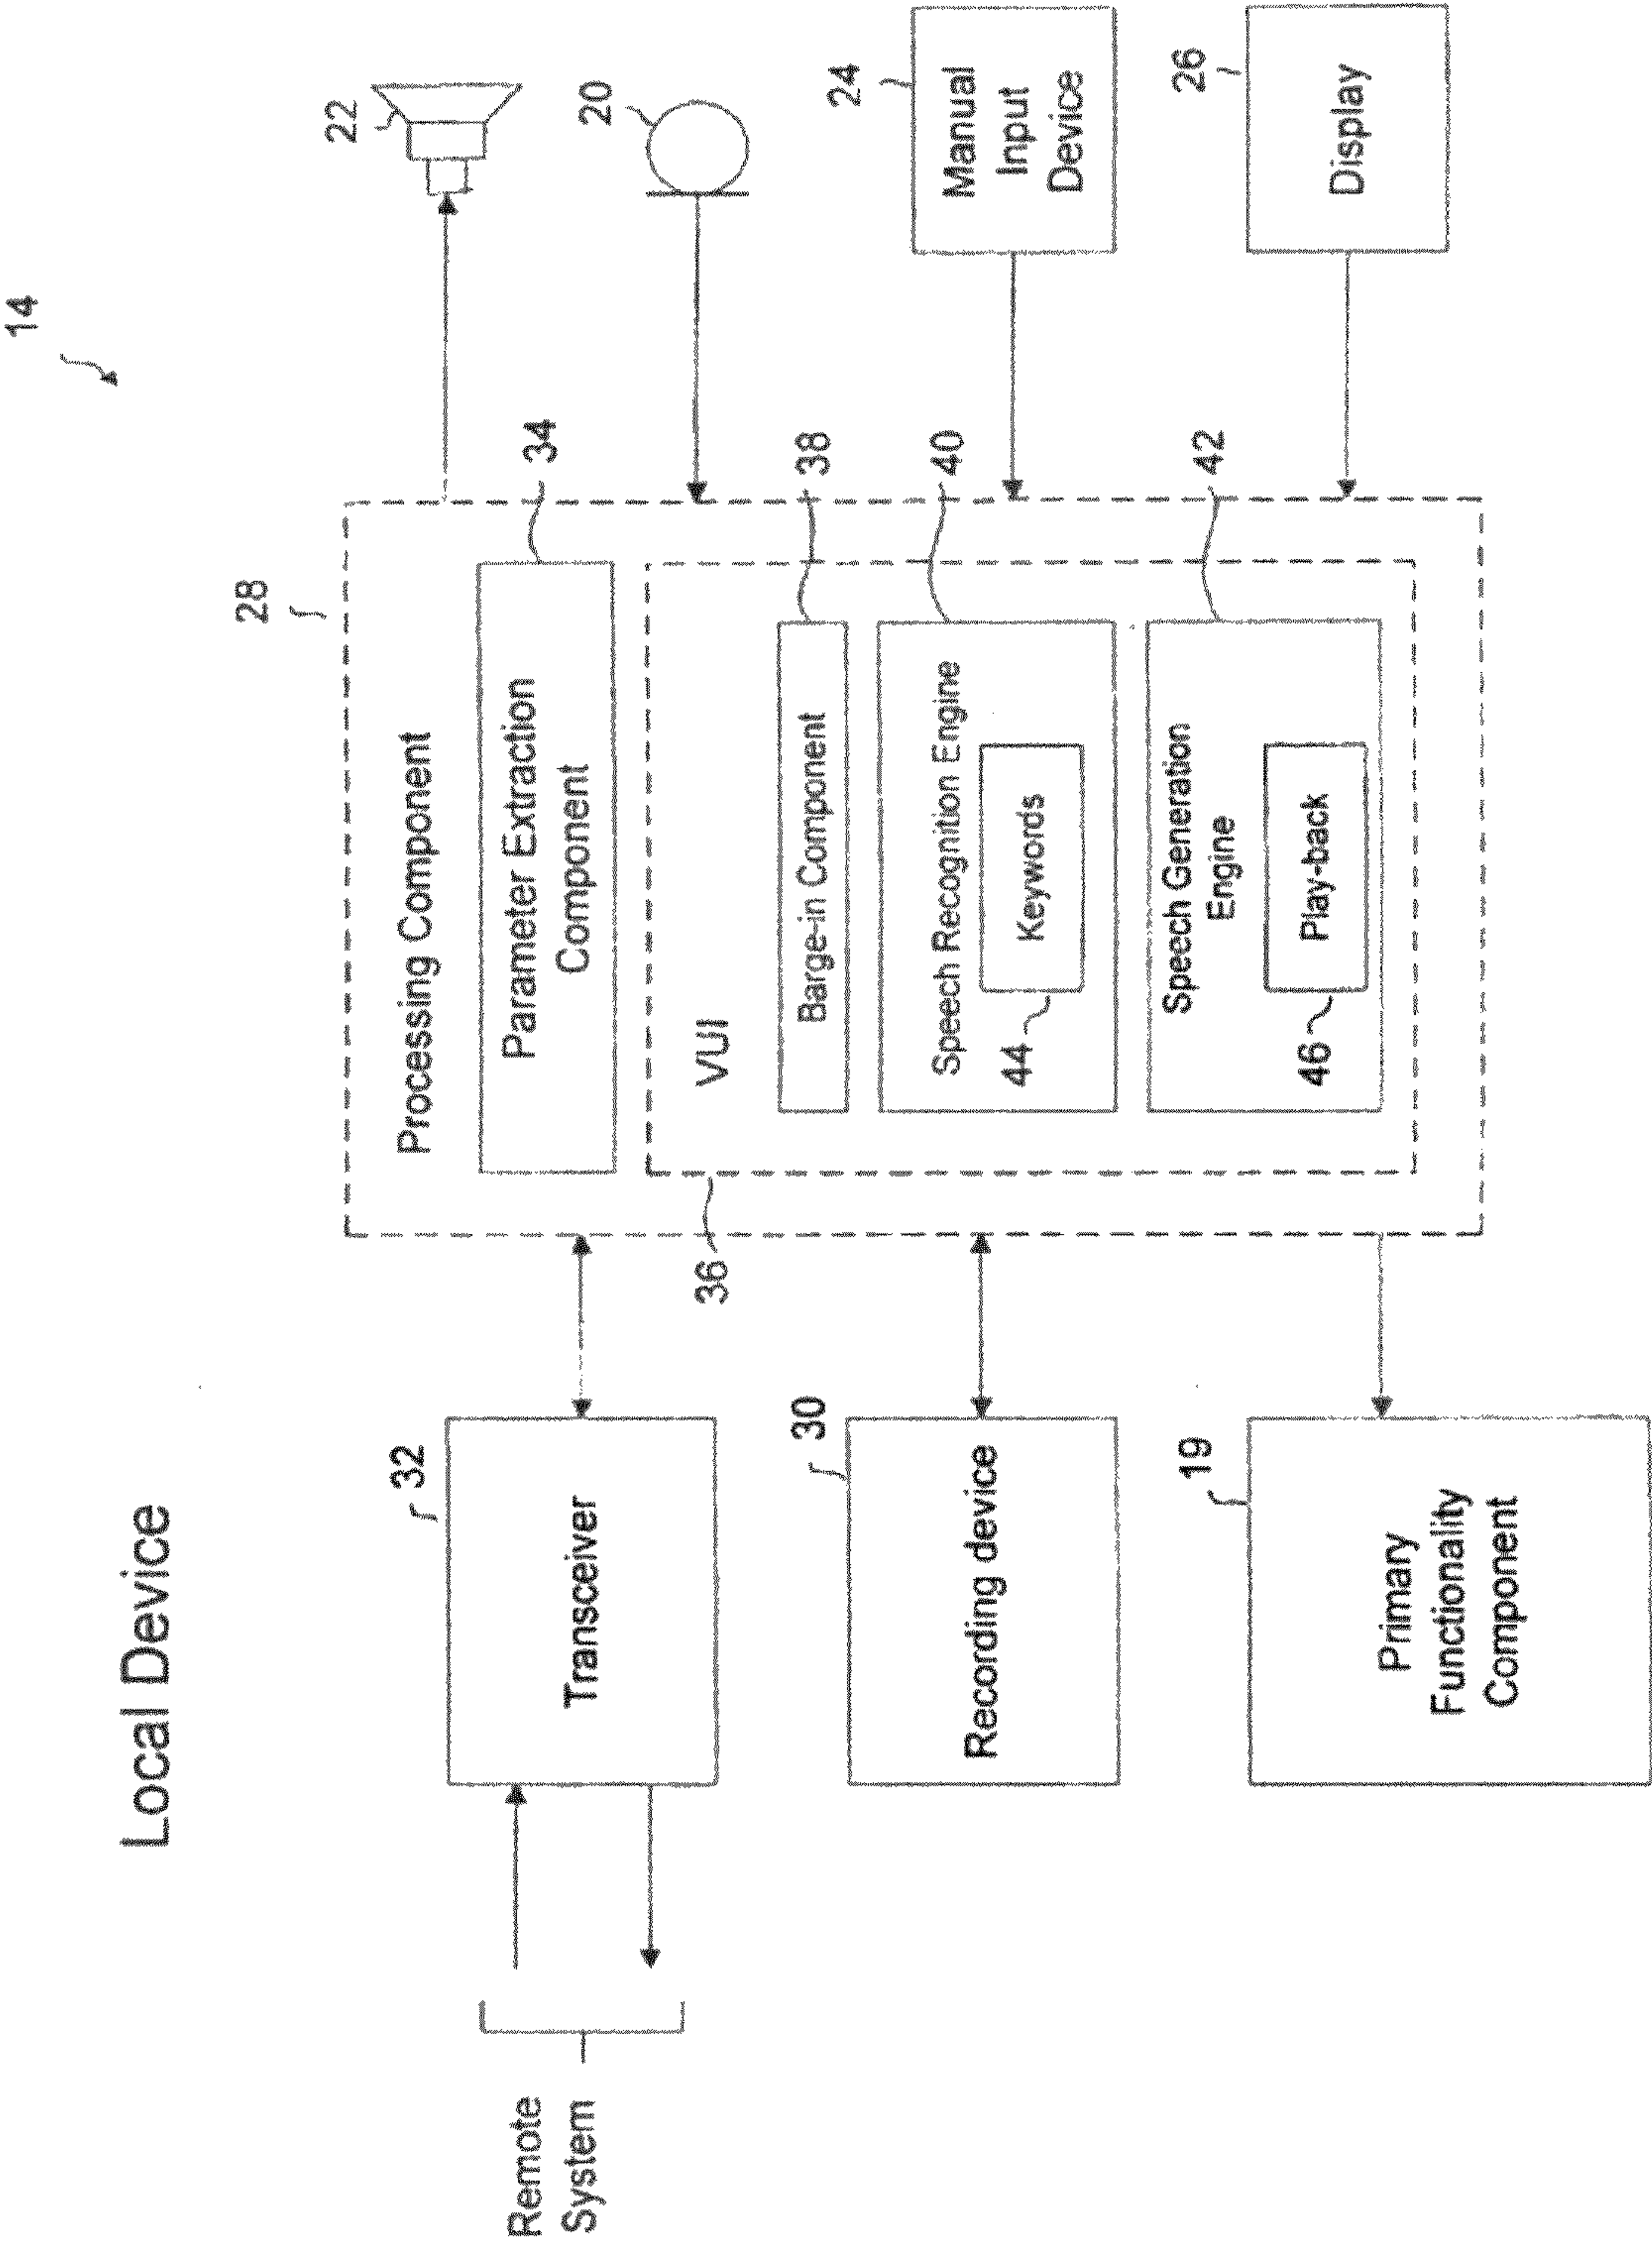 Local Device
14
Remote
System
32
Transceiver
30
Recording device
19
Primary
Functionality
Component
28
Processing Component
34
Parameter Extraction
Component
36
VUI
38
Barge-in Component
40
Speech Recognition Engine
44
Keywords
42
Speech Generation
Engine
46
Play-back
22
20
24
Manual
Input
Device
26
Display